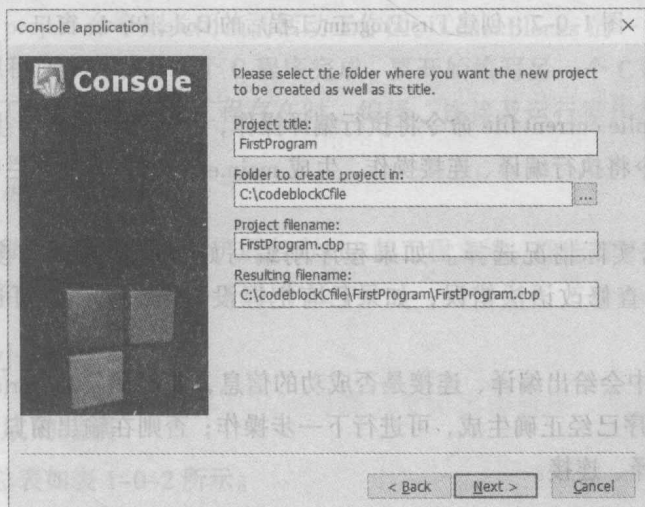 Console application
Console
Please select the folder where you want the new project
to be created as well as its title.
Project title:
FirstProgram
Folder to create project in:
C:\codeblockCfile
...
Project filename:
FirstProgram.cbp
Resulting filename:
C:\codeblockCfile\FirstProgram\FirstProgram.cbp
< Back
Next >
Cancel